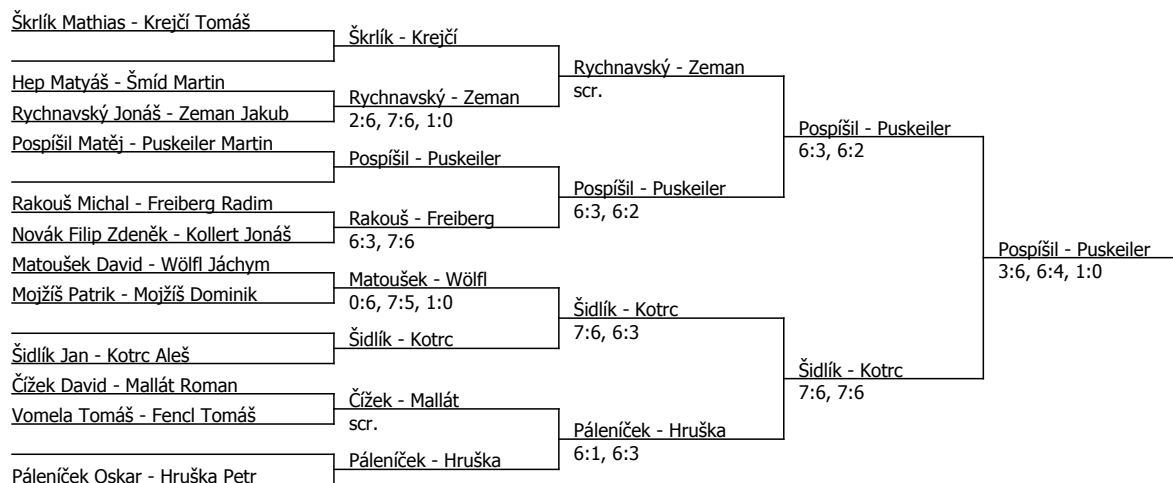 Škrlík Mathias - Krejčí Tomáš
Hep Matyáš - Šmíd Martin
Rychnavský Jonáš - Zeman Jakub
Pospíšil Matěj - Puskeiler Martin
Rakouš Michal - Freiberg Radim
Novák Filip Zdeněk - Kollert Jonáš
Matoušek David - Wölfl Jáchym
Mojžíš Patrik - Mojžíš Dominik
Šidlík Jan - Kotrc Aleš
Čížek David - Mallát Roman
Vomela Tomáš - Fencl Tomáš
Páleníček Oskar - Hruška Petr
Škrlík - Krejčí
Rychnavský - Zeman
2:6, 7:6, 1:0
Pospíšil - Puskeiler
Rakouš - Freiberg
6:3, 7:6
Matoušek - Wölfl
0:6, 7:5, 1:0
Šidlík - Kotrc
Čížek - Mallát
scr.
Páleníček - Hruška
Rychnavský - Zeman
scr.
Pospíšil - Puskeiler
6:3, 6:2
Šidlík - Kotrc
7:6, 6:3
Páleníček - Hruška
6:1, 6:3
Pospíšil - Puskeiler
6:3, 6:2
Šidlík - Kotrc
7:6, 7:6
Pospíšil - Puskeiler
3:6, 6:4, 1:0